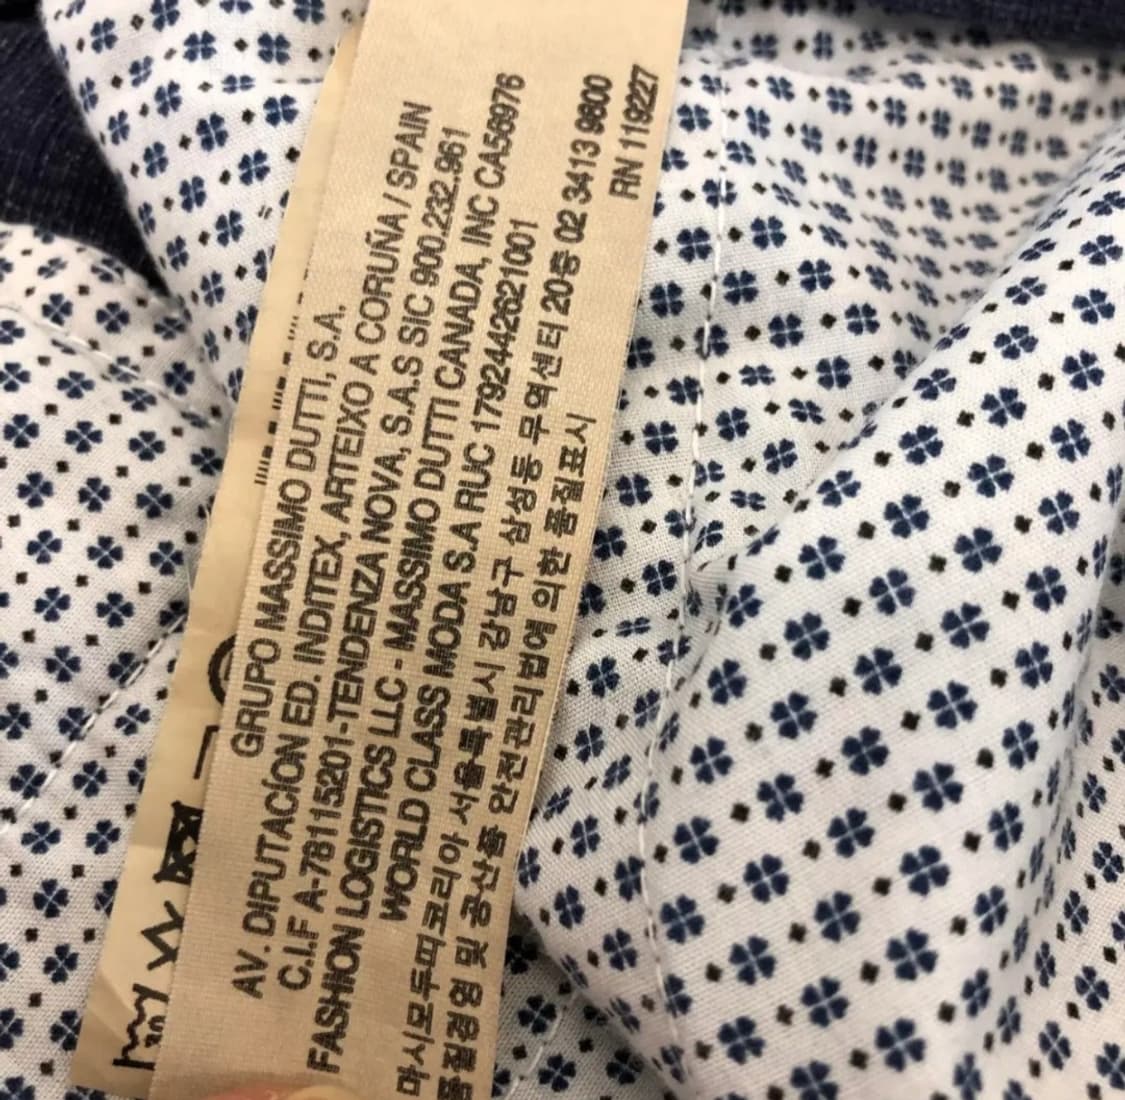 GRUPO MASSIMO DUTTI, S.A.
AV. DIPUTACÍON ED. INDITEX, ARTEIXO A CORUÑA / SPAIN
C.I.F A-78115201-TENDENZA NOVA, S.A.S SIC 900.232.961
FASHION LOGISTICS LLC - MASSIMO DUTTI CANADA, INC CA56976
WORLD CLASS MODA S.A RUC 1792442621001
마시모두띠코리아 서울특별시 강남구 삼성동 무역센터 20층 02 3413 9800
품질경영 및 공산품 안전관리법에 의한 품질표시
RN 119227
30